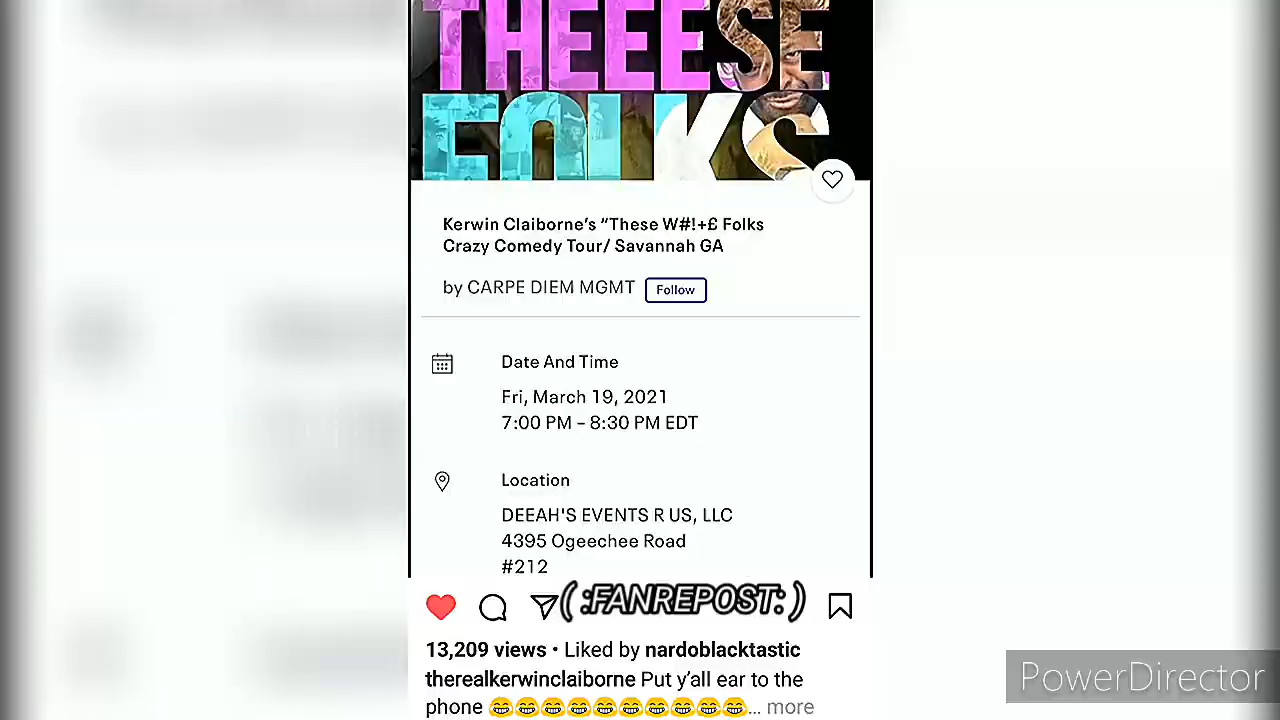 THEEESE
FOLKS
Kerwin Claiborne's "These W#!+£ Folks
Crazy Comedy Tour/ Savannah GA
by CARPE DIEM MGMT Follow
Date And Time
Fri, March 19, 2021
7:00 PM – 8:30 PM EDT
Location
DEEAH'S EVENTS R US, LLC
4395 Ogeechee Road
#212
( :FANREPOST: )
13,209 views • Liked by nardoblacktastic
therealkerwinclaiborne Put y'all ear to the
phone 😂😂😂😂😂😂😂😂😂😂... more
PowerDirector